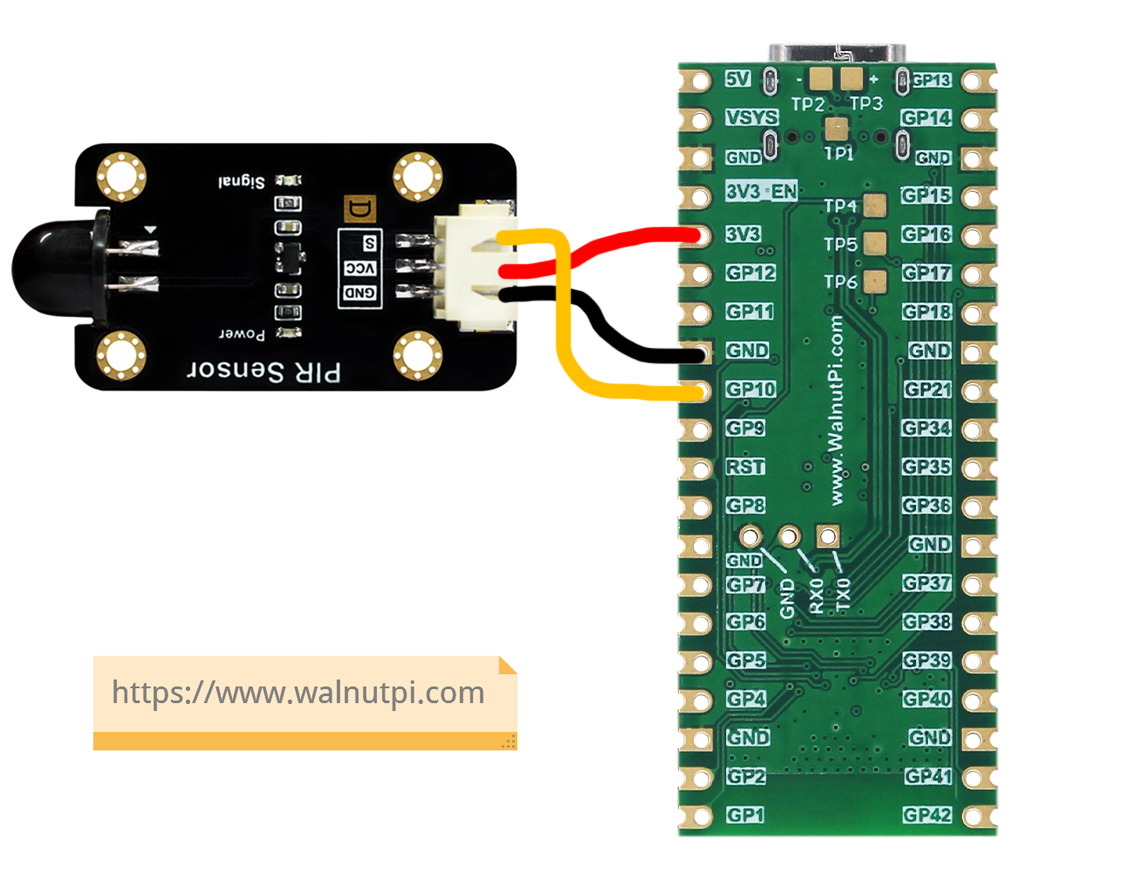 Signal
D
S
VCC
GND
Power
PIR Sensor
https://www.walnutpi.com
5V
VSYS
GND
3V3 EN
3V3
GP12
GP11
GND
GP10
GP9
RST
GP8
GND
GP7
GP6
GP5
GP4
GND
GP2
GP1
- +
TP2 TP3
TP1
TP4
TP5
TP6
www.WalnutPi.com
GND
RX0
TX0
GP13
GP14
GND
GP15
GP16
GP17
GP18
GND
GP21
GP34
GP35
GP36
GND
GP37
GP38
GP39
GP40
GND
GP41
GP42